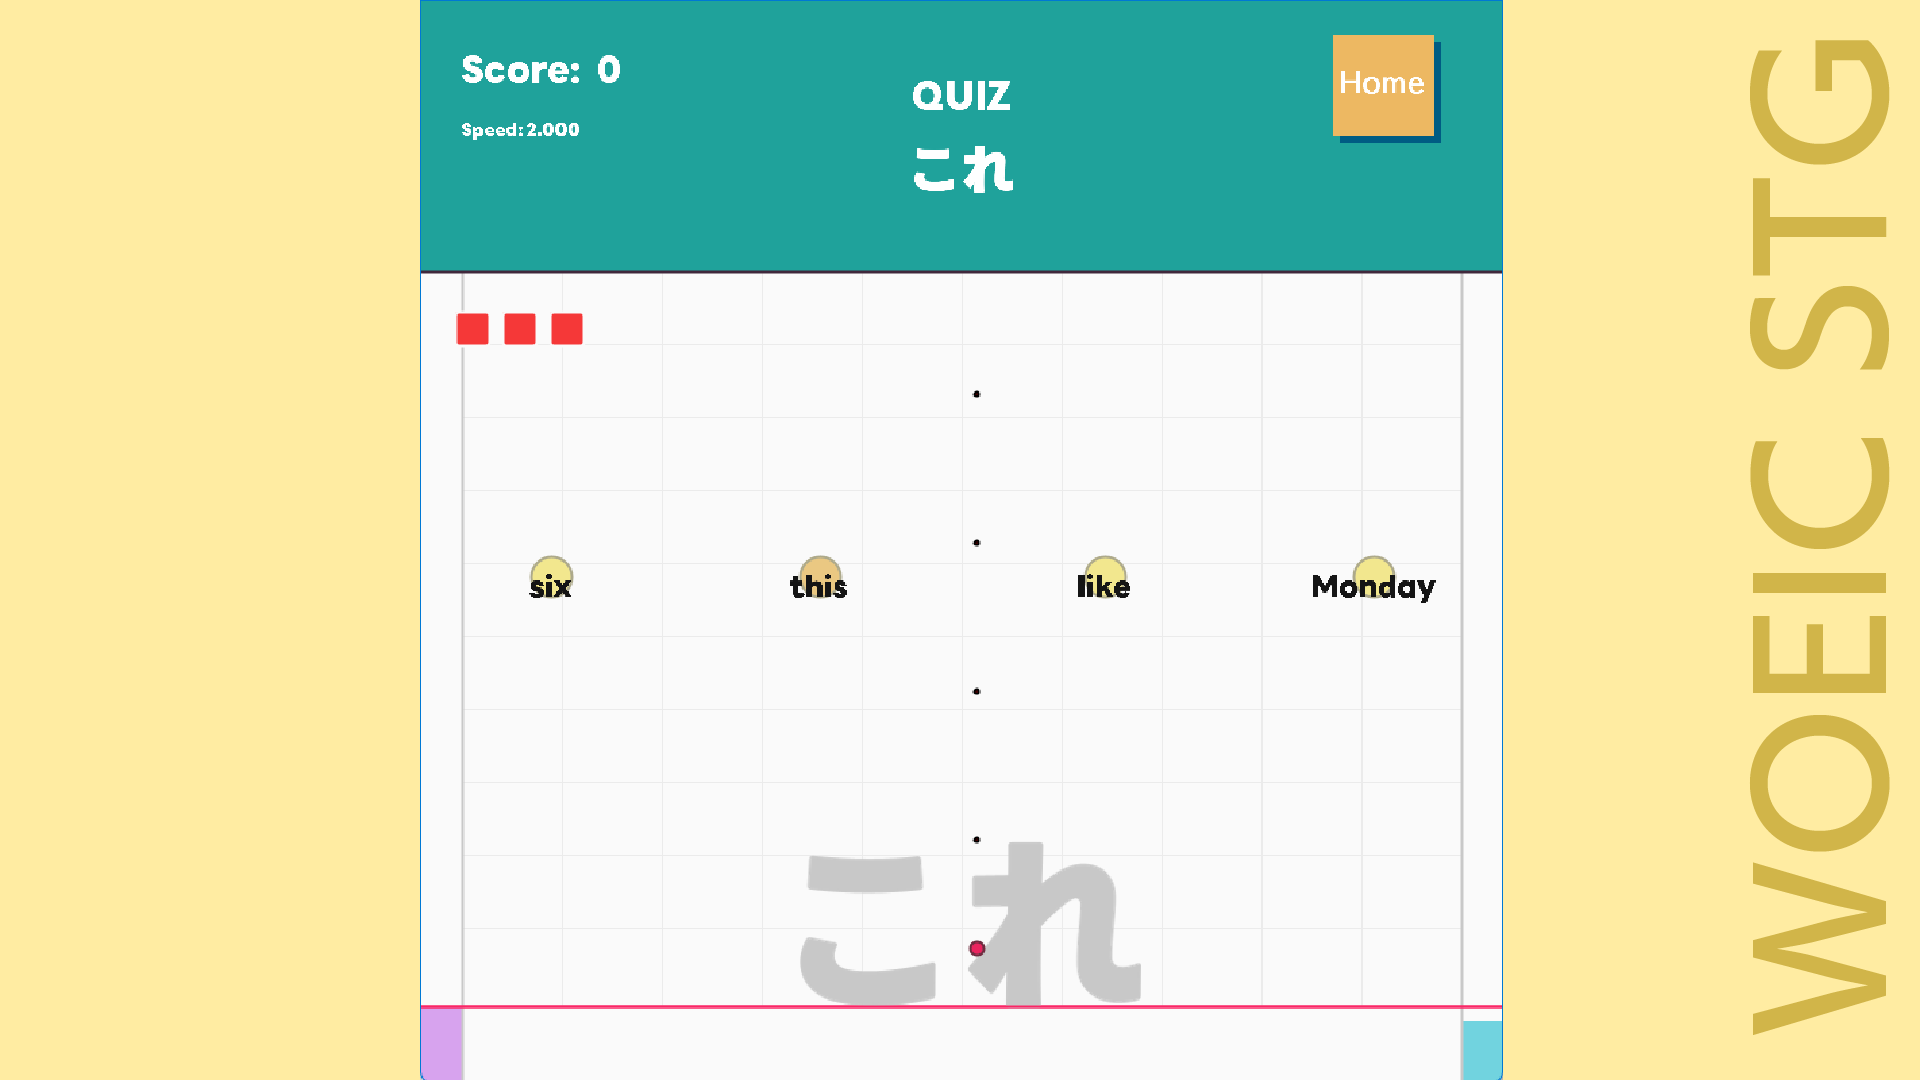 Score: 0
Speed:2.000
QUIZ
これ
Home
six
this
like
Monday
これ
WOEIC STG